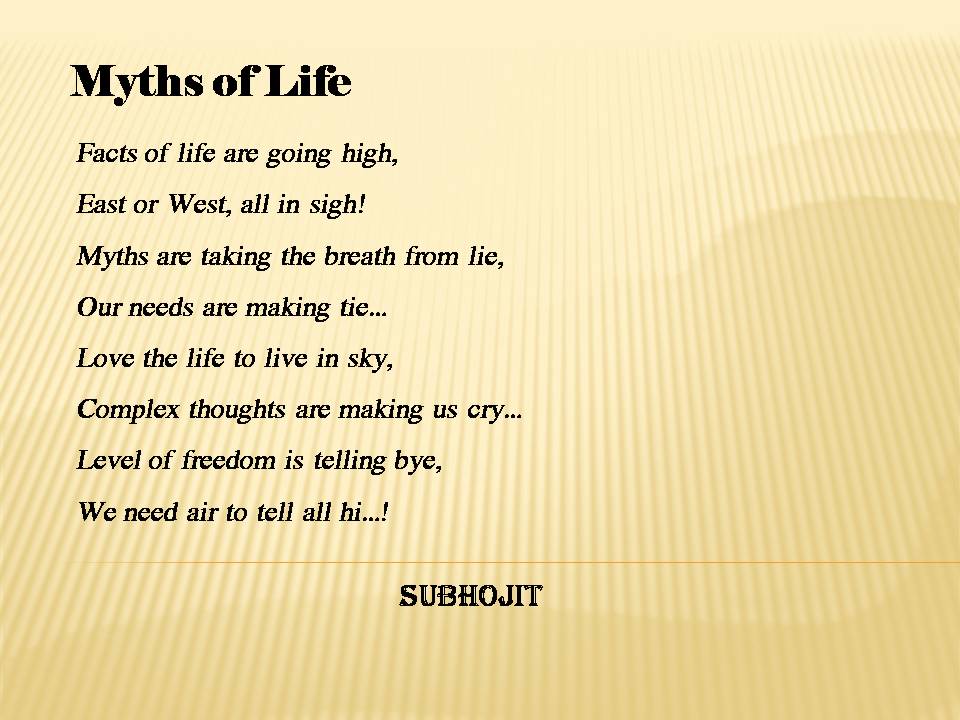 Myths of Life
Facts of life are going high,
East or West, all in sigh!
Myths are taking the breath from lie,
Our needs are making tie...
Love the life to live in sky,
Complex thoughts are making us cry...
Level of freedom is telling bye,
We need air to tell all hi...!
SUBHOJIT